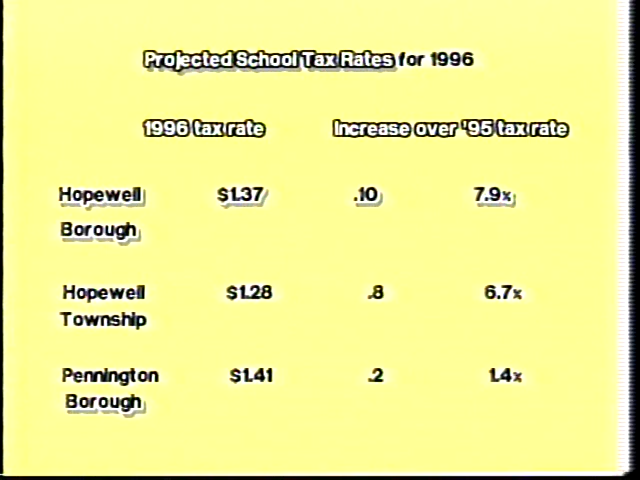 Projected School Tax Rates for 1996
1996 tax rate Increase over '95 tax rate
Hopewell $1.37 .10 7.9%
Borough
Hopewell $1.28 .8 6.7%
Township
Pennington $1.41 .2 1.4%
Borough